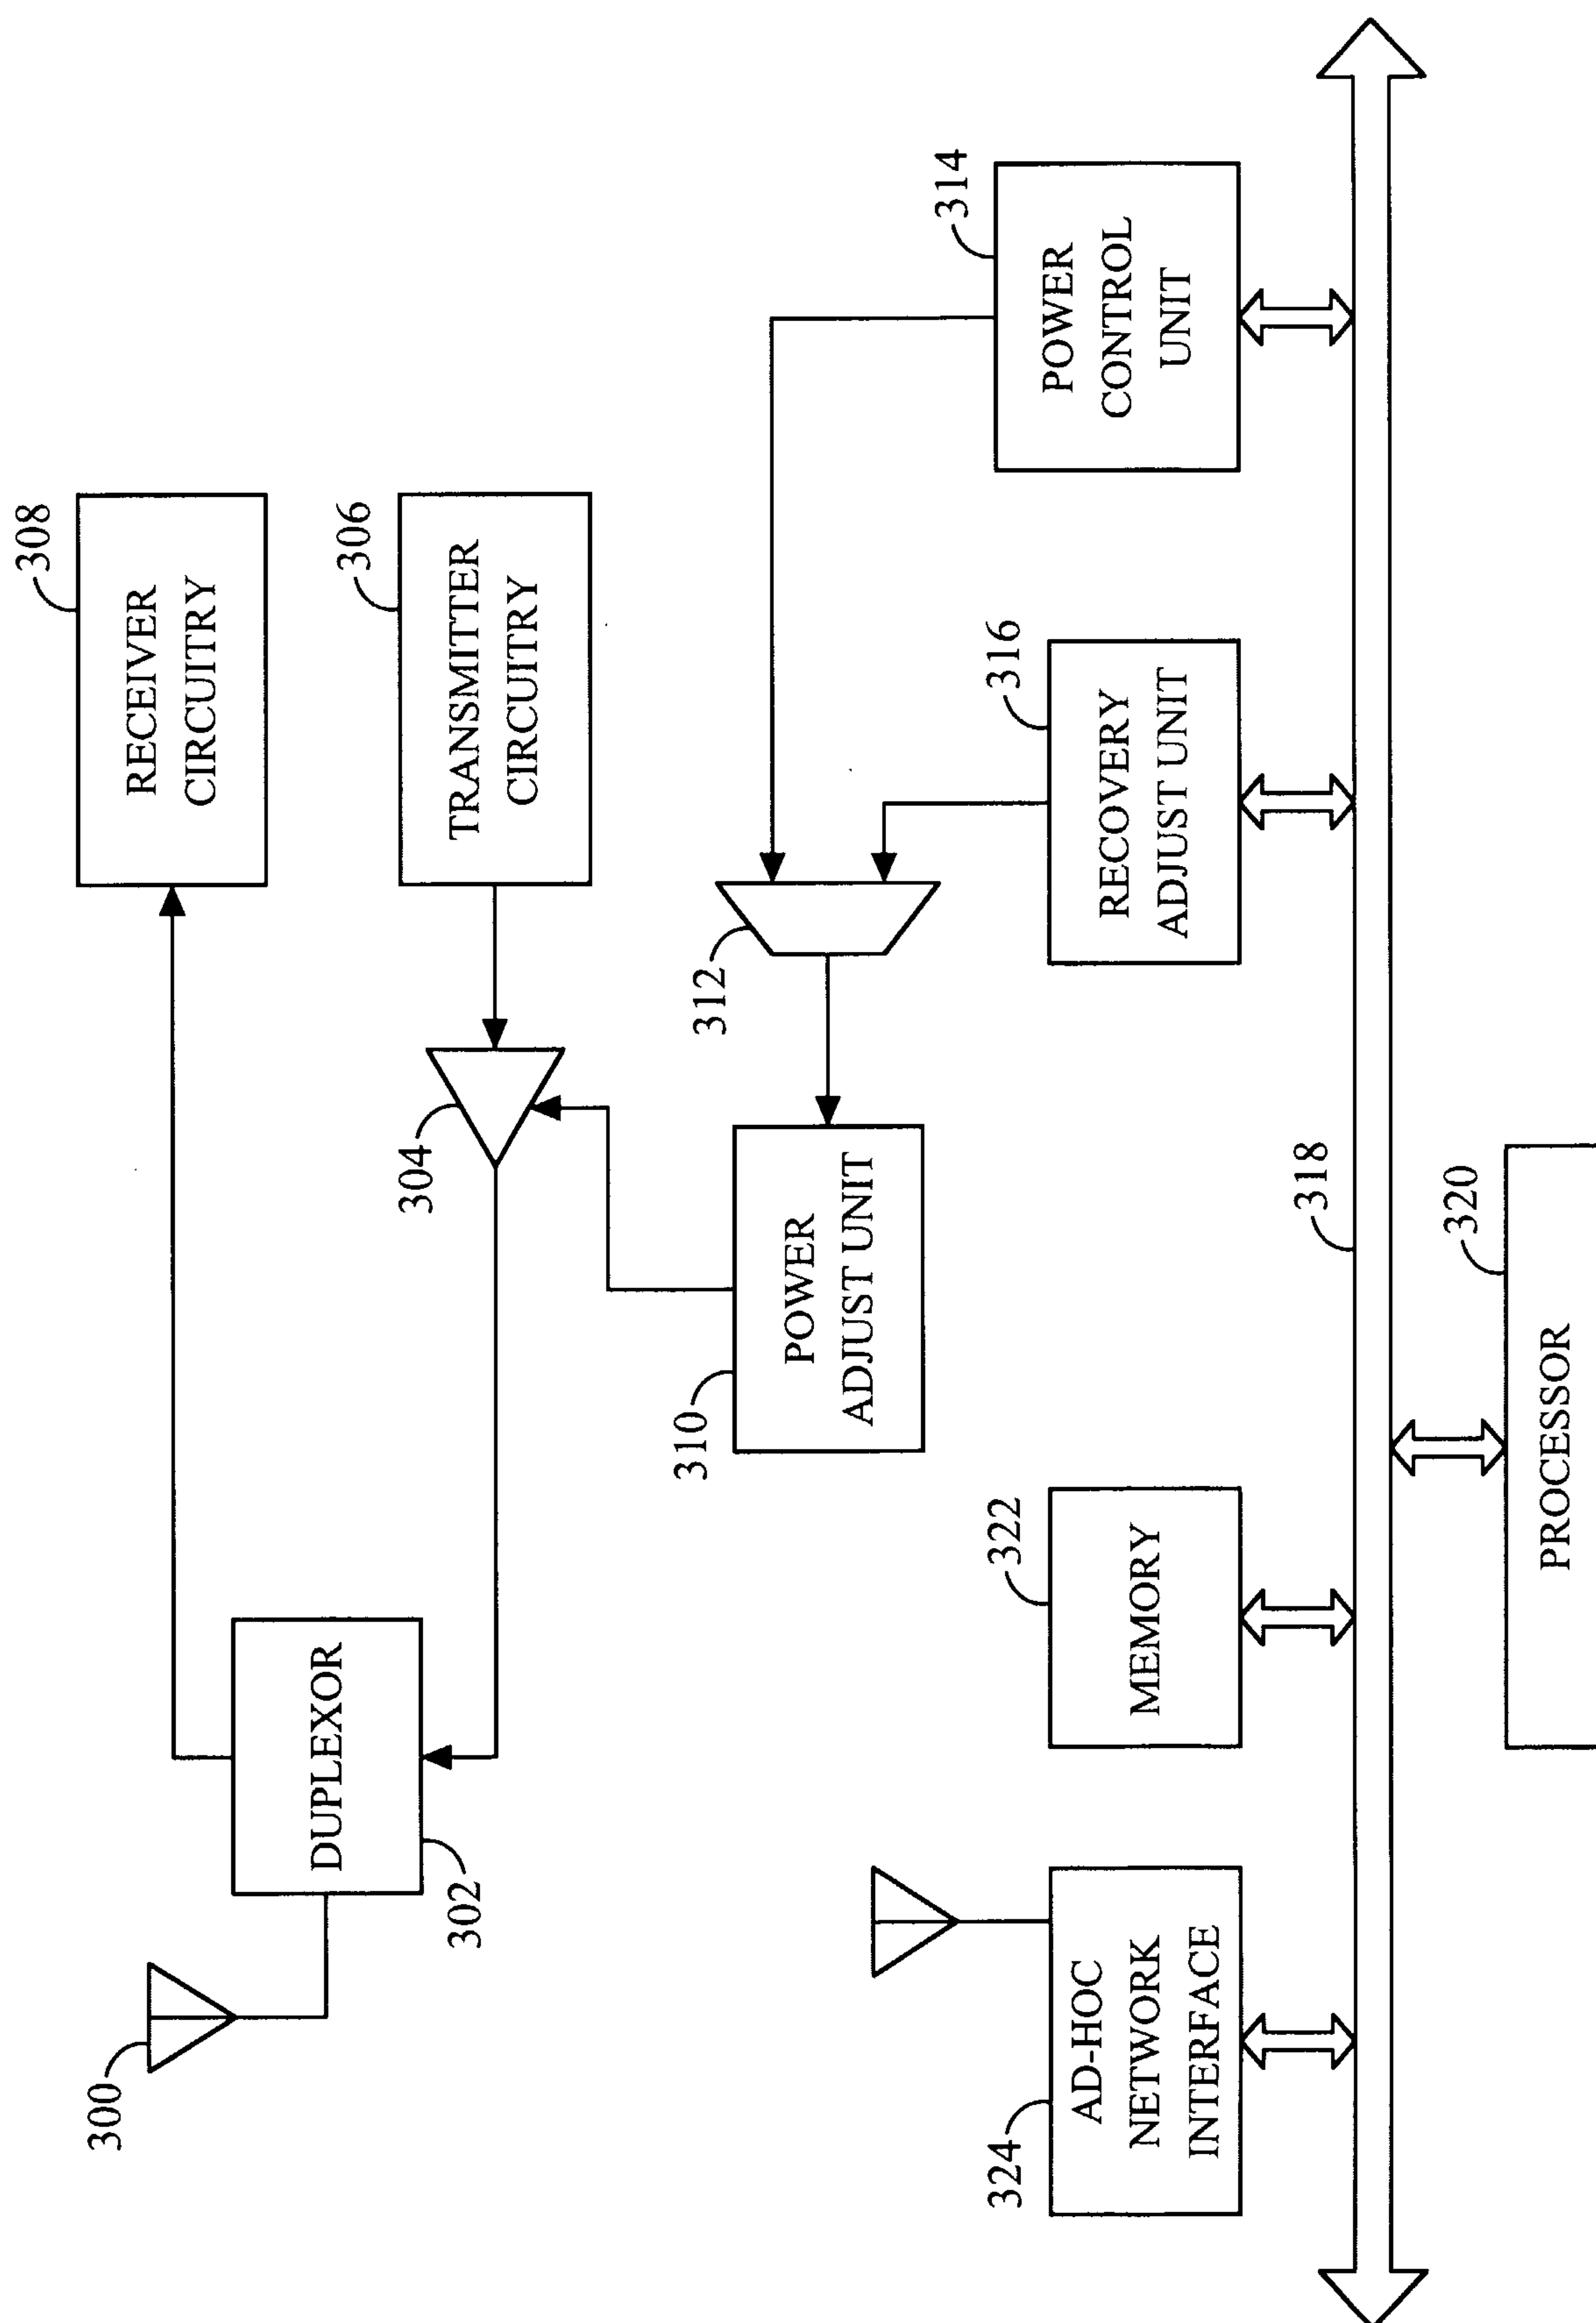 300
DUPLEXOR
302
304
308
RECEIVER
CIRCUITRY
306
TRANSMITTER
CIRCUITRY
310
POWER
ADJUST UNIT
312
314
POWER
CONTROL
UNIT
316
RECOVERY
ADJUST UNIT
322
MEMORY
324
AD-HOC
NETWORK
INTERFACE
318
320
PROCESSOR